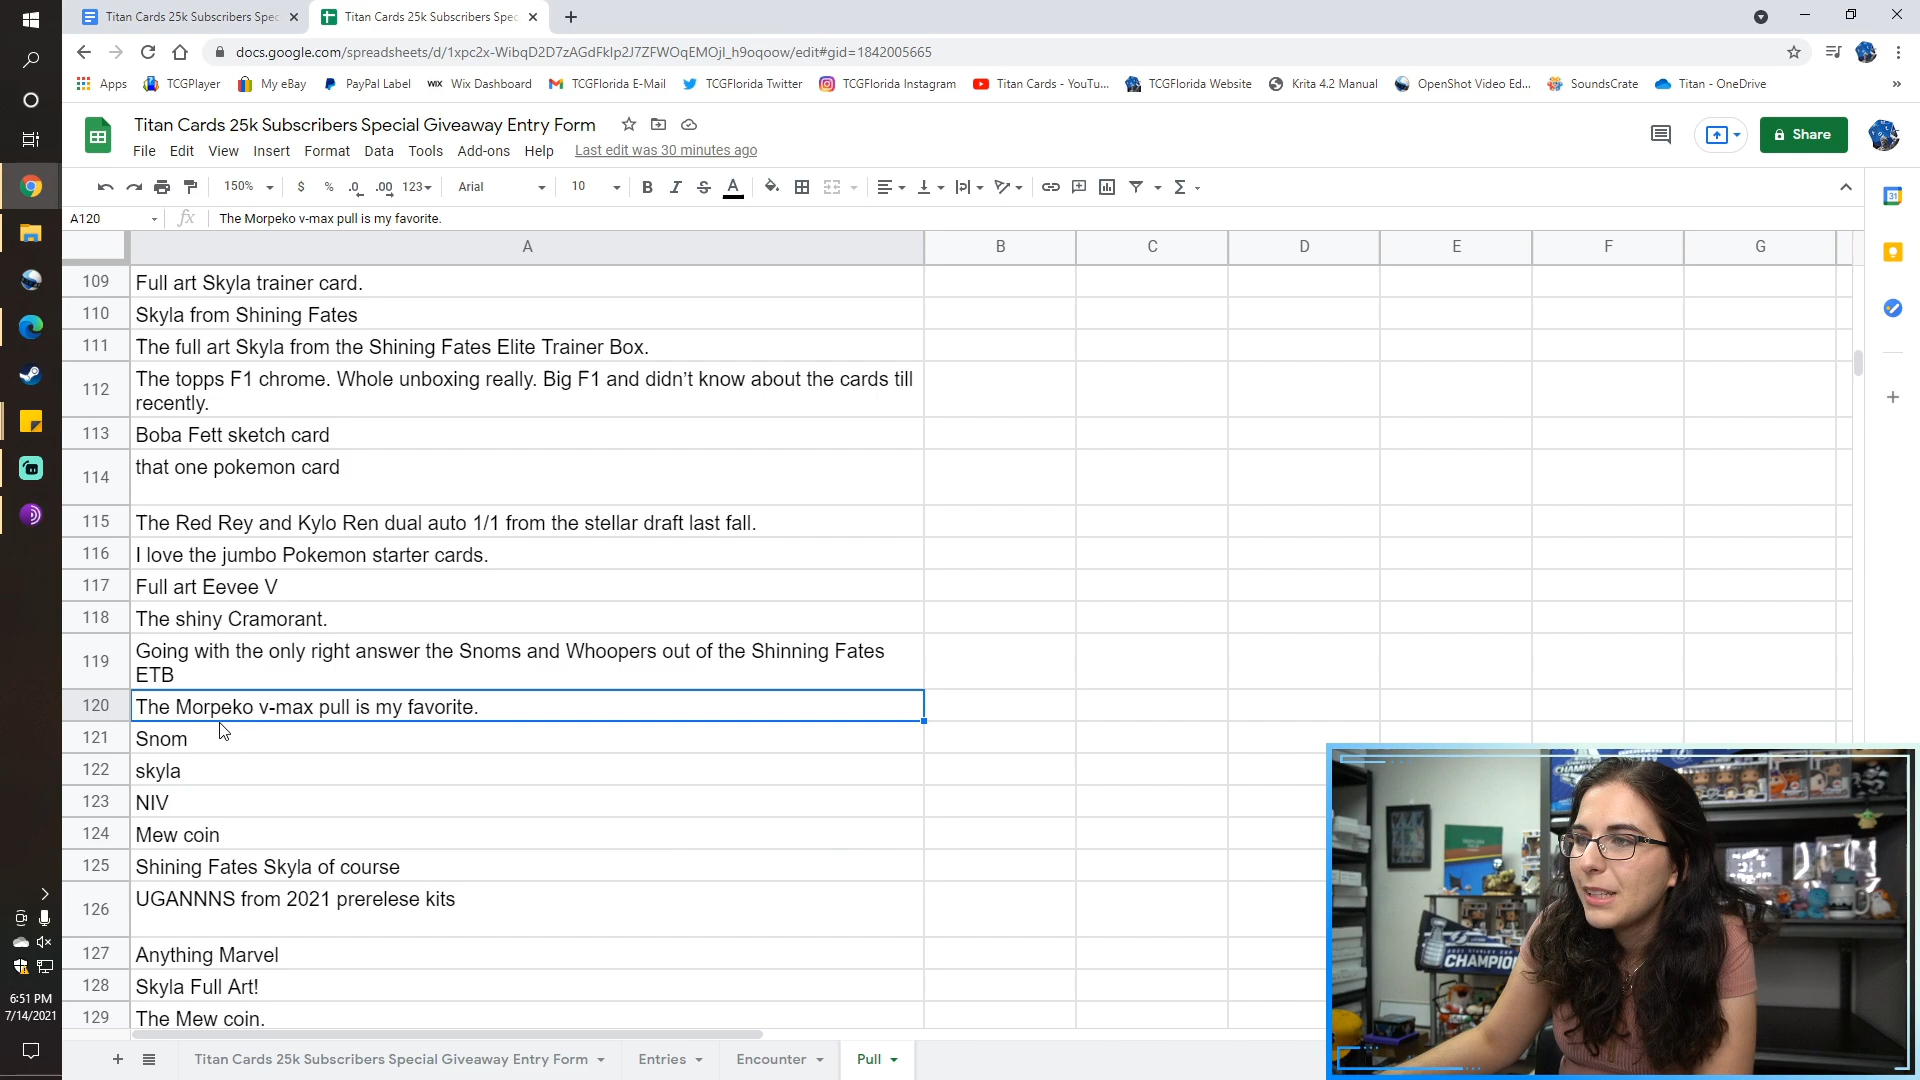 Titan Cards 25k Subscribers Spec
Titan Cards 25k Subscribers Spec
docs.google.com/spreadsheets/d/1xpc2x-WibqD2D7zAGdFkIp2J7ZFWOqEMOjl_h9oqoow/edit#gid=1842005665
Apps TCGPlayer My eBay PayPal Label WIX Wix Dashboard TCGFlorida E-Mail TCGFlorida Twitter TCGFlorida Instagram Titan Cards - YouTu... TCGFlorida Website Krita 4.2 Manual OpenShot Video Ed... SoundsCrate Titan - OneDrive »
Titan Cards 25k Subscribers Special Giveaway Entry Form
Share
File Edit View Insert Format Data Tools Add-ons Help Last edit was 30 minutes ago
150% $ % .0 .00 123 Arial 10 B I S A Σ
31
A120 fx The Morpeko v-max pull is my favorite.
A B C D E F G
109 Full art Skyla trainer card.
110 Skyla from Shining Fates
111 The full art Skyla from the Shining Fates Elite Trainer Box.
112 The topps F1 chrome. Whole unboxing really. Big F1 and didn't know about the cards till
recently.
113 Boba Fett sketch card
114 that one pokemon card
115 The Red Rey and Kylo Ren dual auto 1/1 from the stellar draft last fall.
116 I love the jumbo Pokemon starter cards.
117 Full art Eevee V
118 The shiny Cramorant.
119 Going with the only right answer the Snoms and Whoopers out of the Shinning Fates
ETB
120 The Morpeko v-max pull is my favorite.
121 Snom
122 skyla
123 NIV
124 Mew coin
125 Shining Fates Skyla of course
126 UGANNNS from 2021 prerelese kits
127 Anything Marvel
128 Skyla Full Art!
129 The Mew coin.
CHAMPIO
6:51 PM
7/14/2021
+ Titan Cards 25k Subscribers Special Giveaway Entry Form Entries Encounter Pull